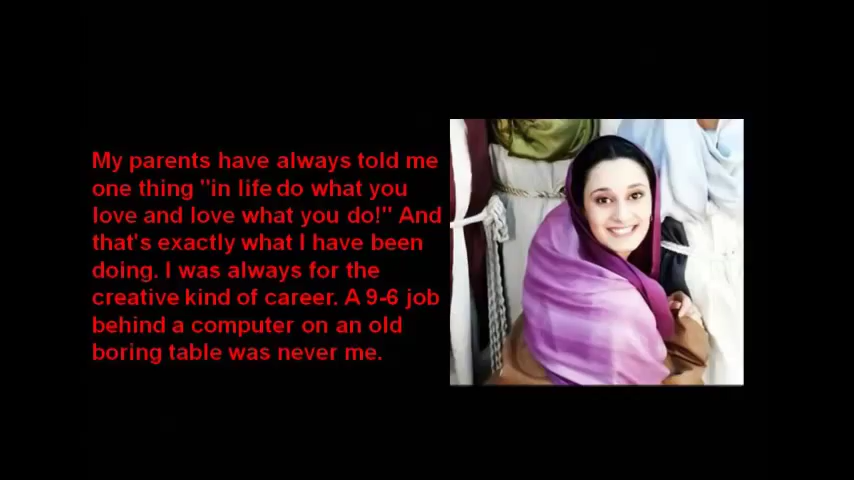 My parents have always told me
one thing "in life do what you
love and love what you do!" And
that's exactly what I have been
doing. I was always for the
creative kind of career. A 9-6 job
behind a computer on an old
boring table was never me.